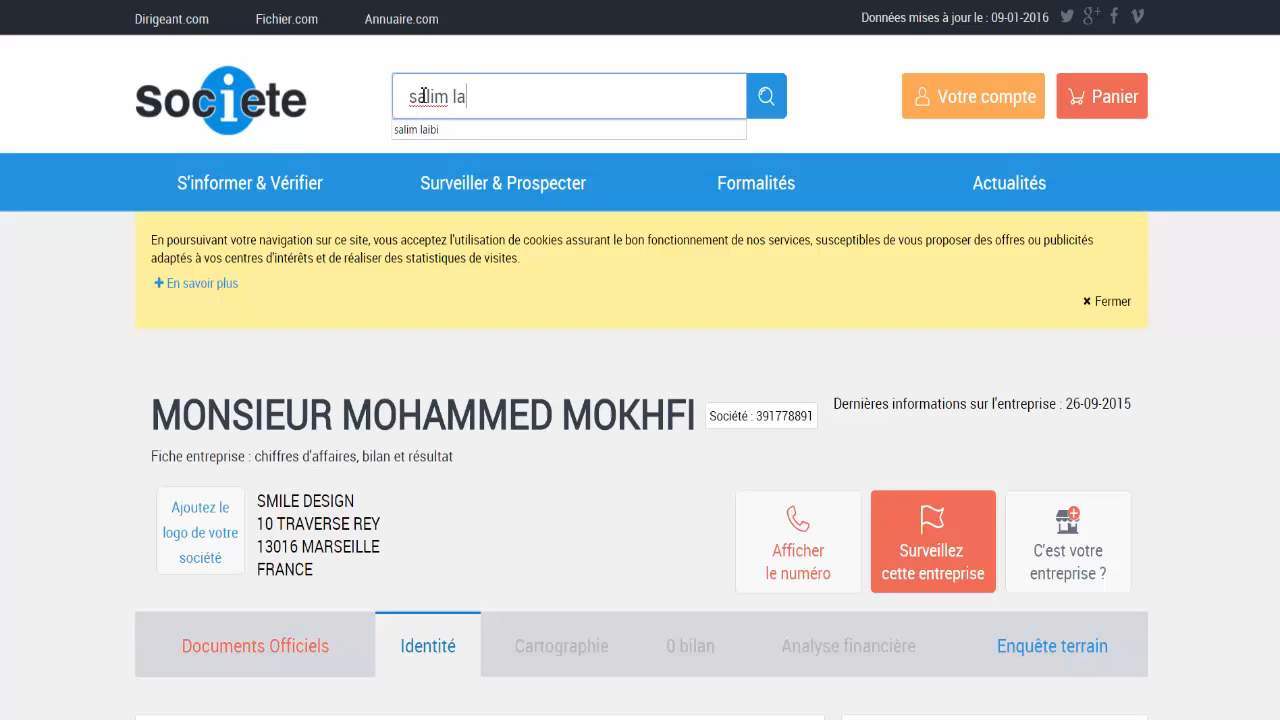 Dirigeant.com Fichier.com Annuaire.com Données mises à jour le : 09-01-2016
Societe
salim la
salim laibi
Votre compte
Panier
S'informer & Vérifier Surveiller & Prospecter Formalités Actualités
En poursuivant votre navigation sur ce site, vous acceptez l'utilisation de cookies assurant le bon fonctionnement de nos services, susceptibles de vous proposer des offres ou publicités
adaptés à vos centres d'intérêts et de réaliser des statistiques de visites.
+ En savoir plus
× Fermer
MONSIEUR MOHAMMED MOKHFI Société : 391778891 Dernières informations sur l'entreprise : 26-09-2015
Fiche entreprise : chiffres d'affaires, bilan et résultat
Ajoutez le
logo de votre
société
SMILE DESIGN
10 TRAVERSE REY
13016 MARSEILLE
FRANCE
Afficher
le numéro
Surveillez
cette entreprise
C'est votre
entreprise ?
Documents Officiels Identité Cartographie 0 bilan Analyse financière Enquête terrain